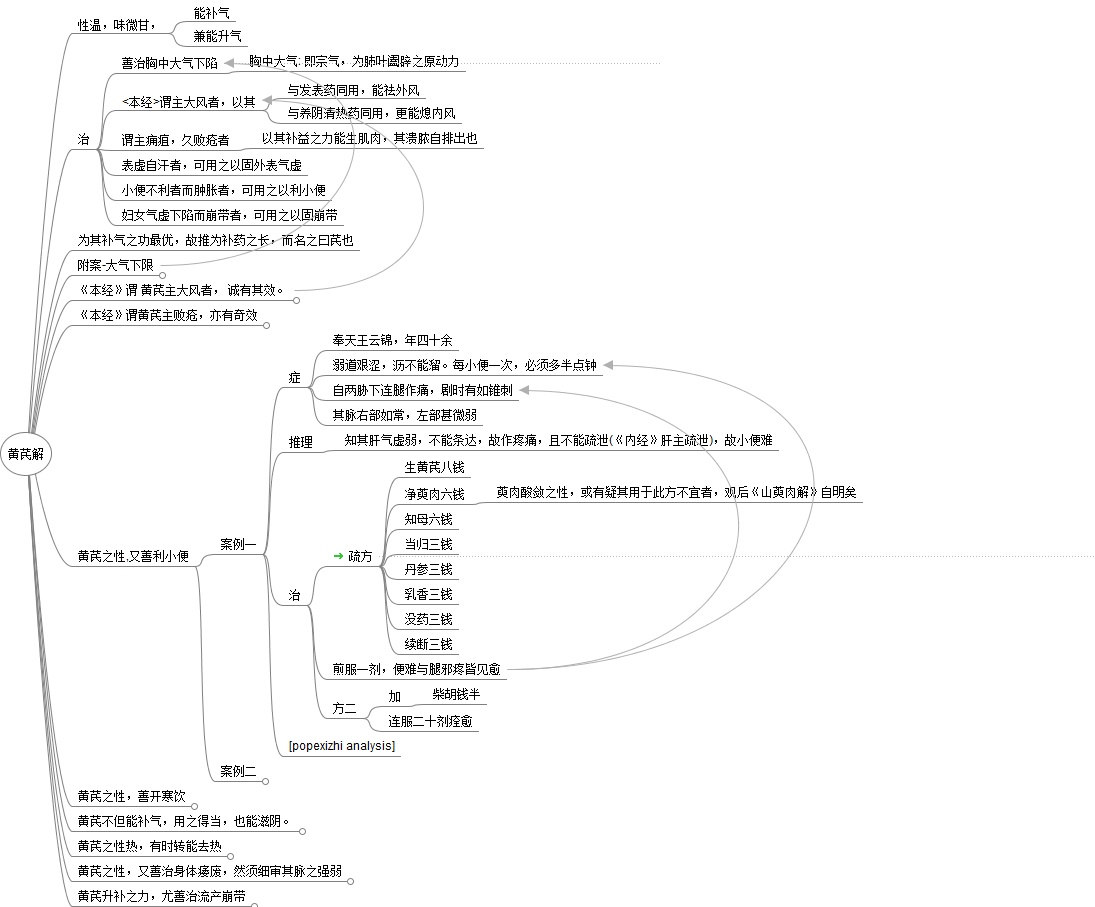 性温，味微甘，
能补气
兼能升气
善治胸中大气下陷
胸中大气: 即宗气，为肺叶阖辟之原动力
<本经>谓主大风者，以其
与发表药同用，能祛外风
与养阴清热药同用，更能熄内风
治
谓主痈疽，久败疮者
以其补益之力能生肌肉，其溃脓自排出也
表虚自汗者，可用之以固外表气虚
小便不利者而肿胀者，可用之以利小便
妇女气虚下陷而崩带者，可用之以固崩带
为其补气之功最优，故推为补药之长，而名之曰芪也
附案-大气下限
《本经》谓 黄芪主大风者， 诚有其效。
《本经》谓黄芪主败疮，亦有奇效
黄芪解
黄芪之性,又善利小便
案例一
症
奉天王云锦，年四十余
弱道艰涩，沥不能溜。每小便一次，必须多半点钟
自两胁下连腿作痛，剧时有如锥刺
其脉右部如常，左部甚微弱
推理
知其肝气虚弱，不能条达，故作疼痛，且不能疏泄(《内经》肝主疏泄)，故小便难
治
疏方
生黄芪八钱
净萸肉六钱
萸肉酸敛之性，或有疑其用于此方不宜者，观后《山萸肉解》自明矣
知母六钱
当归三钱
丹参三钱
乳香三钱
没药三钱
续断三钱
煎服一剂，便难与腿邪疼皆见愈
方二
加
柴胡钱半
连服二十剂痊愈
[popexizhi analysis]
案例二
黄芪之性，善开寒饮
黄芪不但能补气，用之得当，也能滋阴。
黄芪之性热，有时转能去热
黄芪之性，又善治身体痿废，然须细审其脉之强弱
黄芪升补之力，尤善治流产崩带